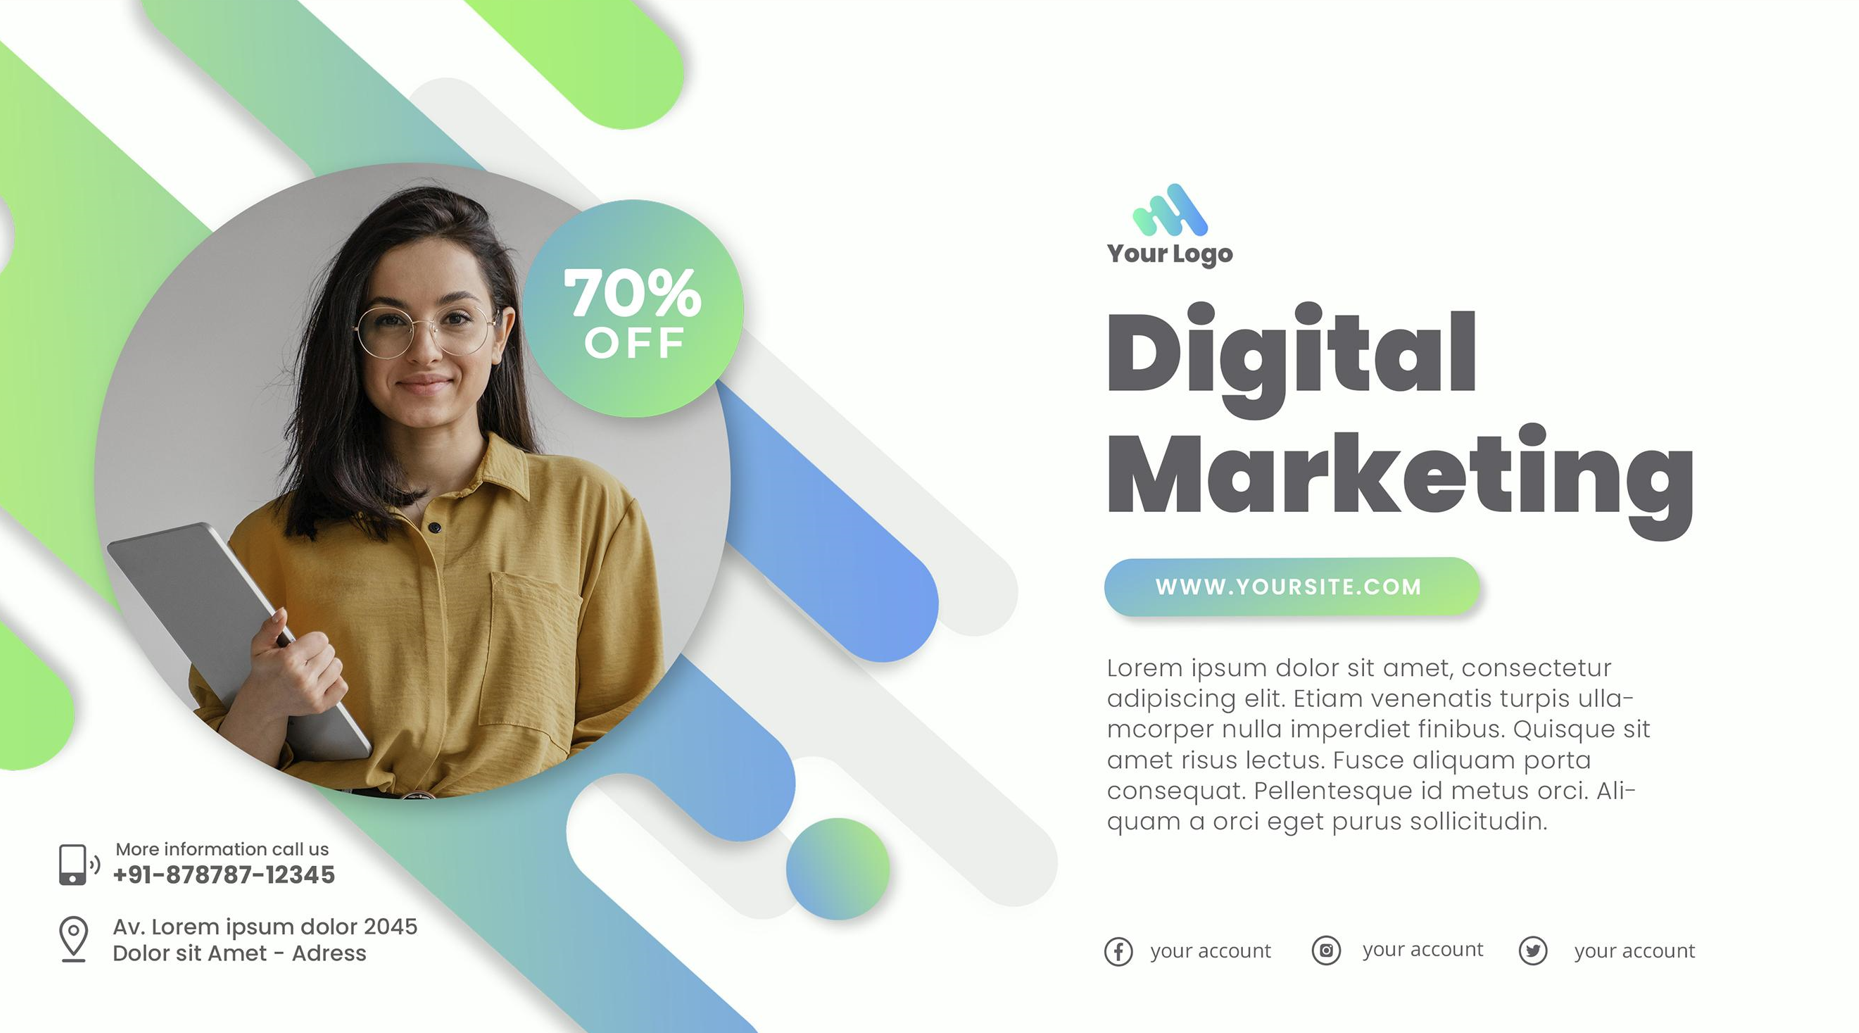 70%
OFF
Your Logo
Digital
Marketing
WWW.YOURSITE.COM
Lorem ipsum dolor sit amet, consectetur
adipiscing elit. Etiam venenatis turpis ulla-
mcorper nulla imperdiet finibus. Quisque sit
amet risus lectus. Fusce aliquam porta
consequat. Pellentesque id metus orci. Ali-
quam a orci eget purus sollicitudin.
More information call us
+91-878787-12345
Av. Lorem ipsum dolor 2045
Dolor sit Amet - Adress
your account
your account
your account